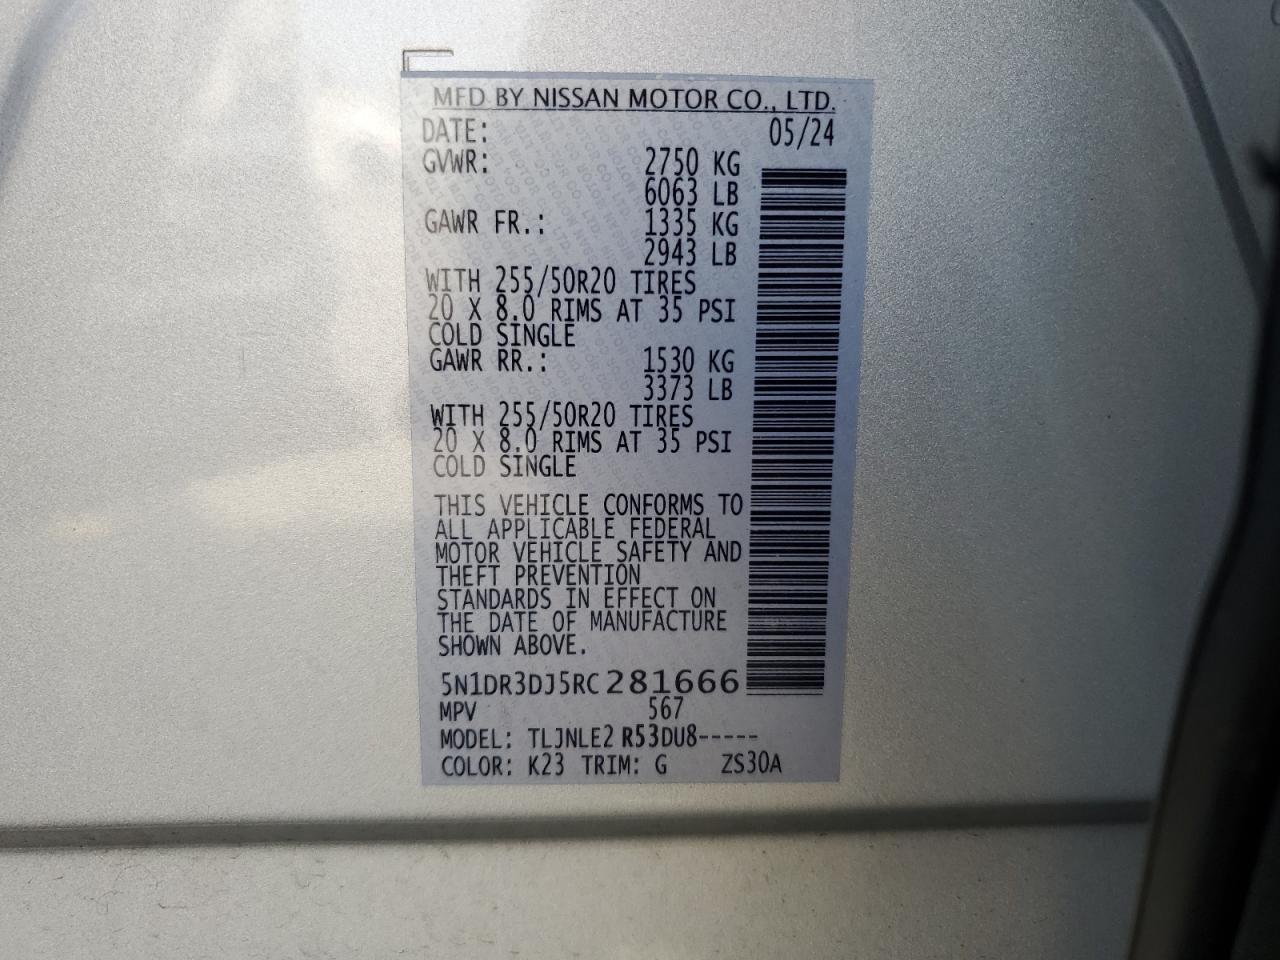 MFD BY NISSAN MOTOR CO., LTD.
DATE: 05/24
GVWR: 2750 KG
6063 LB
GAWR FR.: 1335 KG
2943 LB
WITH 255/50R20 TIRES
20 X 8.0 RIMS AT 35 PSI
COLD SINGLE
GAWR RR.: 1530 KG
3373 LB
WITH 255/50R20 TIRES
20 X 8.0 RIMS AT 35 PSI
COLD SINGLE
THIS VEHICLE CONFORMS TO
ALL APPLICABLE FEDERAL
MOTOR VEHICLE SAFETY AND
THEFT PREVENTION
STANDARDS IN EFFECT ON
THE DATE OF MANUFACTURE
SHOWN ABOVE.
5N1DR3DJ5RC281666
MPV 567
MODEL: TLJNLE2 R53DU8-----
COLOR: K23 TRIM: G ZS30A